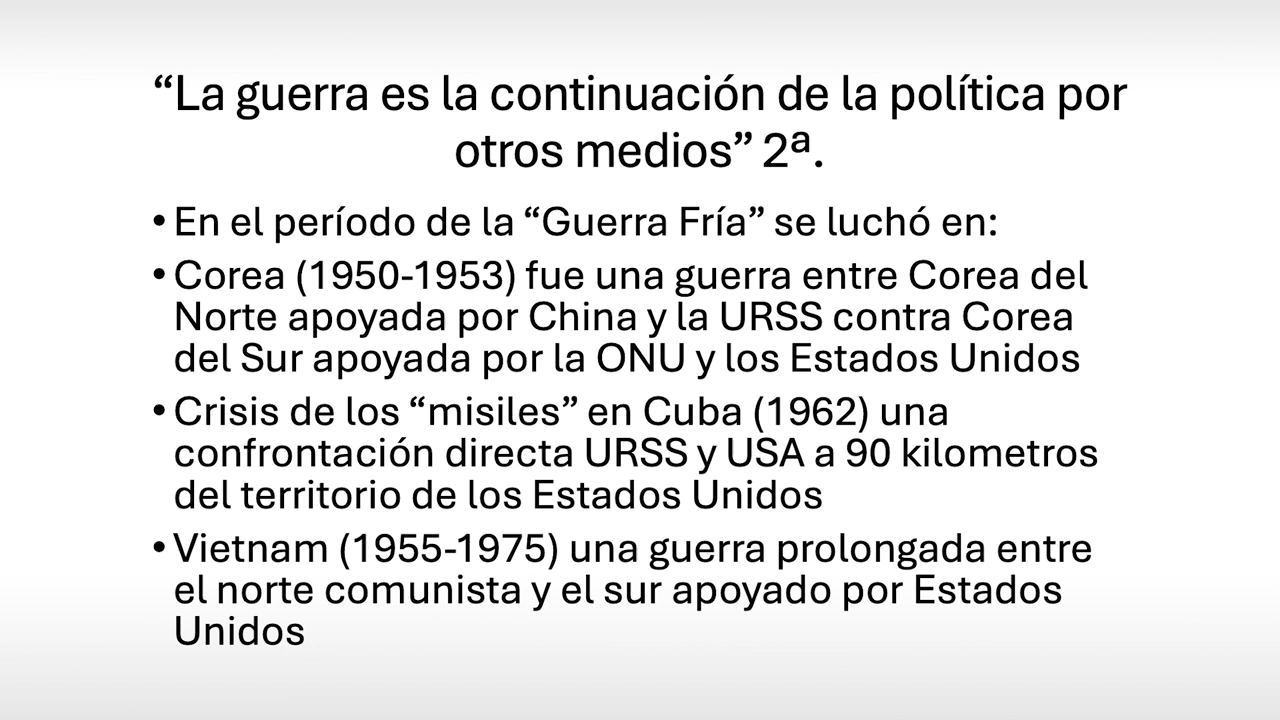 “La guerra es la continuación de la política por
otros medios” 2ª.
• En el período de la “Guerra Fría” se luchó en:
• Corea (1950-1953) fue una guerra entre Corea del
Norte apoyada por China y la URSS contra Corea
del Sur apoyada por la ONU y los Estados Unidos
• Crisis de los “misiles” en Cuba (1962) una
confrontación directa URSS y USA a 90 kilometros
del territorio de los Estados Unidos
• Vietnam (1955-1975) una guerra prolongada entre
el norte comunista y el sur apoyado por Estados
Unidos